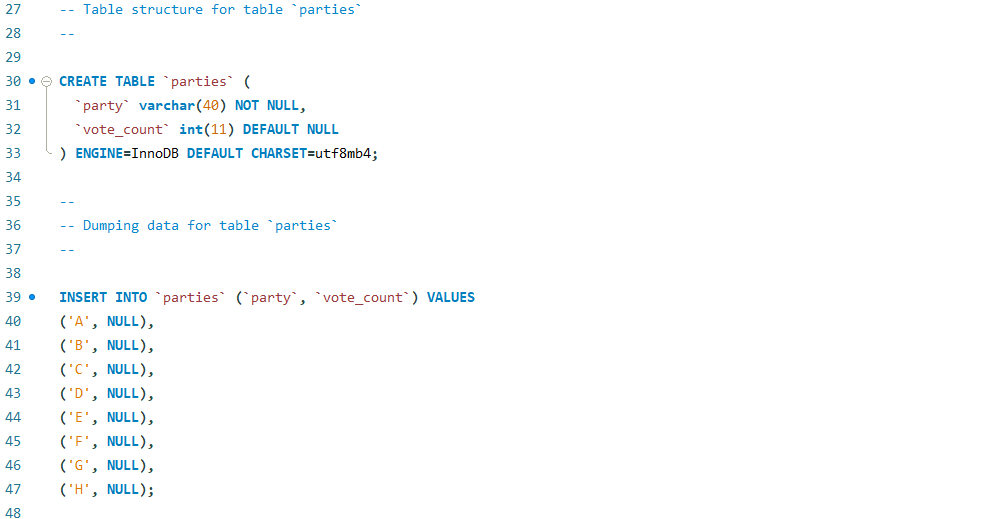 27 -- Table structure for table `parties`
28 --
29
30 CREATE TABLE `parties` (
31 `party` varchar(40) NOT NULL,
32 `vote_count` int(11) DEFAULT NULL
33 ) ENGINE=InnoDB DEFAULT CHARSET=utf8mb4;
34
35 --
36 -- Dumping data for table `parties`
37 --
38
39 INSERT INTO `parties` (`party`, `vote_count`) VALUES
40 ('A', NULL),
41 ('B', NULL),
42 ('C', NULL),
43 ('D', NULL),
44 ('E', NULL),
45 ('F', NULL),
46 ('G', NULL),
47 ('H', NULL);
48